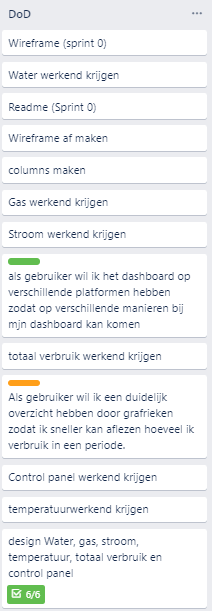 DoD
Wireframe (sprint 0)
Water werkend krijgen
Readme (Sprint 0)
Wireframe af maken
columns maken
Gas werkend krijgen
Stroom werkend krijgen
als gebruiker wil ik het dashboard op
verschillende platformen hebben
zodat op verschillende manieren bij
mjn dashboard kan komen
totaal verbruik werkend krijgen
Als gebruiker wil ik een duidelijk
overzicht hebben door grafrieken
zodat ik sneller kan aflezen hoeveel ik
verbruik in een periode.
Control panel werkend krijgen
temperatuurwerkend krijgen
design Water, gas, stroom,
temperatuur, totaal verbruik en
control panel
6/6